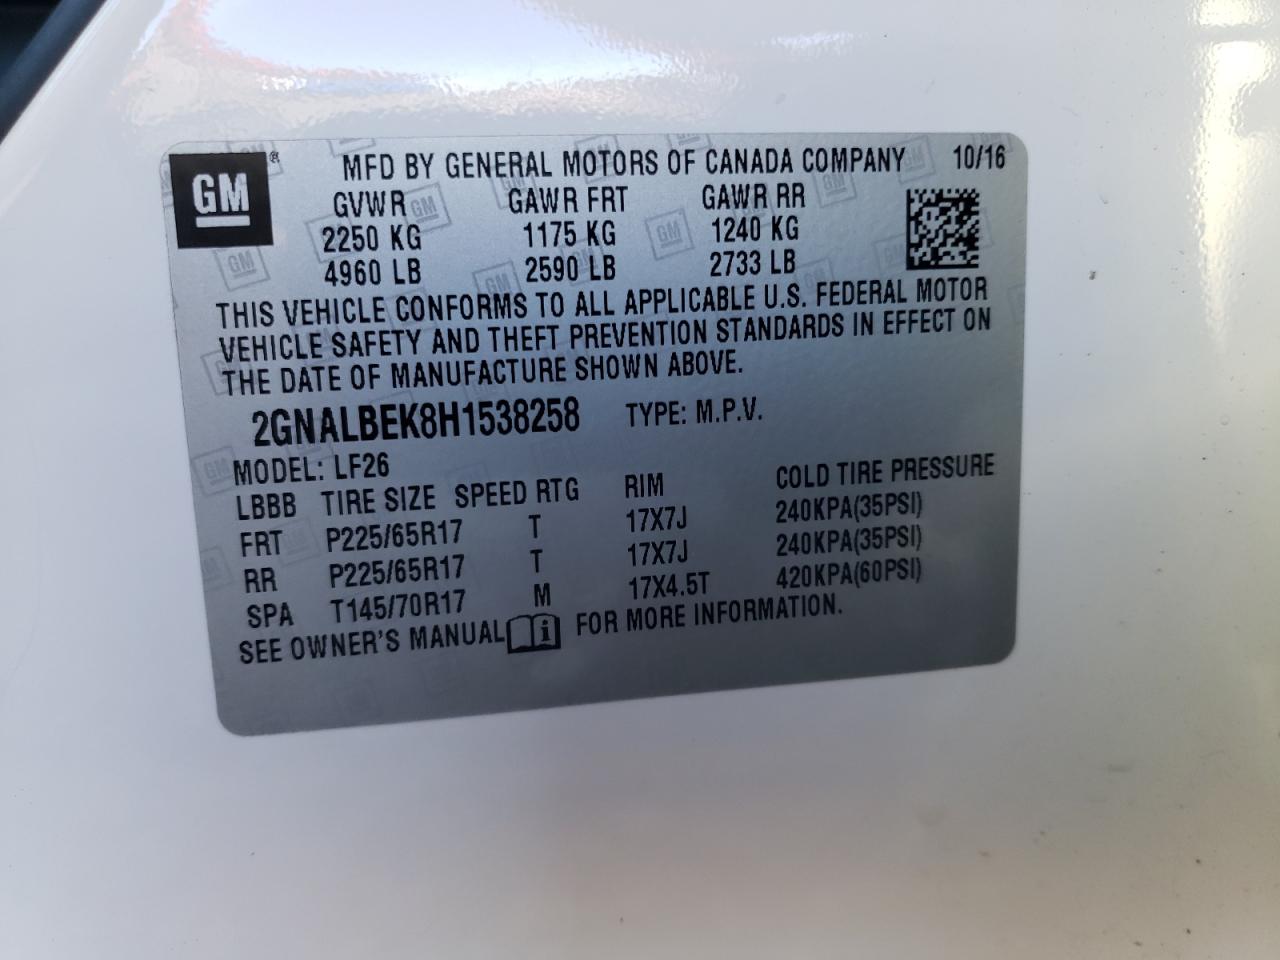 GM ® MFD BY GENERAL MOTORS OF CANADA COMPANY 10/16
GVWR GAWR FRT GAWR RR
2250 KG 1175 KG 1240 KG
4960 LB 2590 LB 2733 LB
THIS VEHICLE CONFORMS TO ALL APPLICABLE U.S. FEDERAL MOTOR
VEHICLE SAFETY AND THEFT PREVENTION STANDARDS IN EFFECT ON
THE DATE OF MANUFACTURE SHOWN ABOVE.
2GNALBEK8H1538258 TYPE: M.P.V.
MODEL: LF26
LBBB TIRE SIZE SPEED RTG RIM COLD TIRE PRESSURE
FRT P225/65R17 T 17X7J 240KPA(35PSI)
RR P225/65R17 T 17X7J 240KPA(35PSI)
SPA T145/70R17 M 17X4.5T 420KPA(60PSI)
SEE OWNER'S MANUAL i FOR MORE INFORMATION.